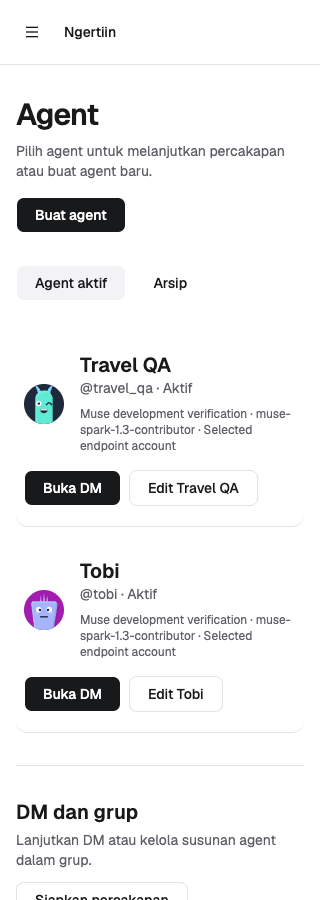 Ngertiin
Agent
Pilih agent untuk melanjutkan percakapan
atau buat agent baru.
Buat agent
Agent aktif
Arsip
Travel QA
@travel_qa · Aktif
Muse development verification · muse-
spark-1.3-contributor · Selected
endpoint account
Buka DM
Edit Travel QA
Tobi
@tobi · Aktif
Muse development verification · muse-
spark-1.3-contributor · Selected
endpoint account
Buka DM
Edit Tobi
DM dan grup
Lanjutkan DM atau kelola susunan agent
dalam grup.
Siapkan percakapan